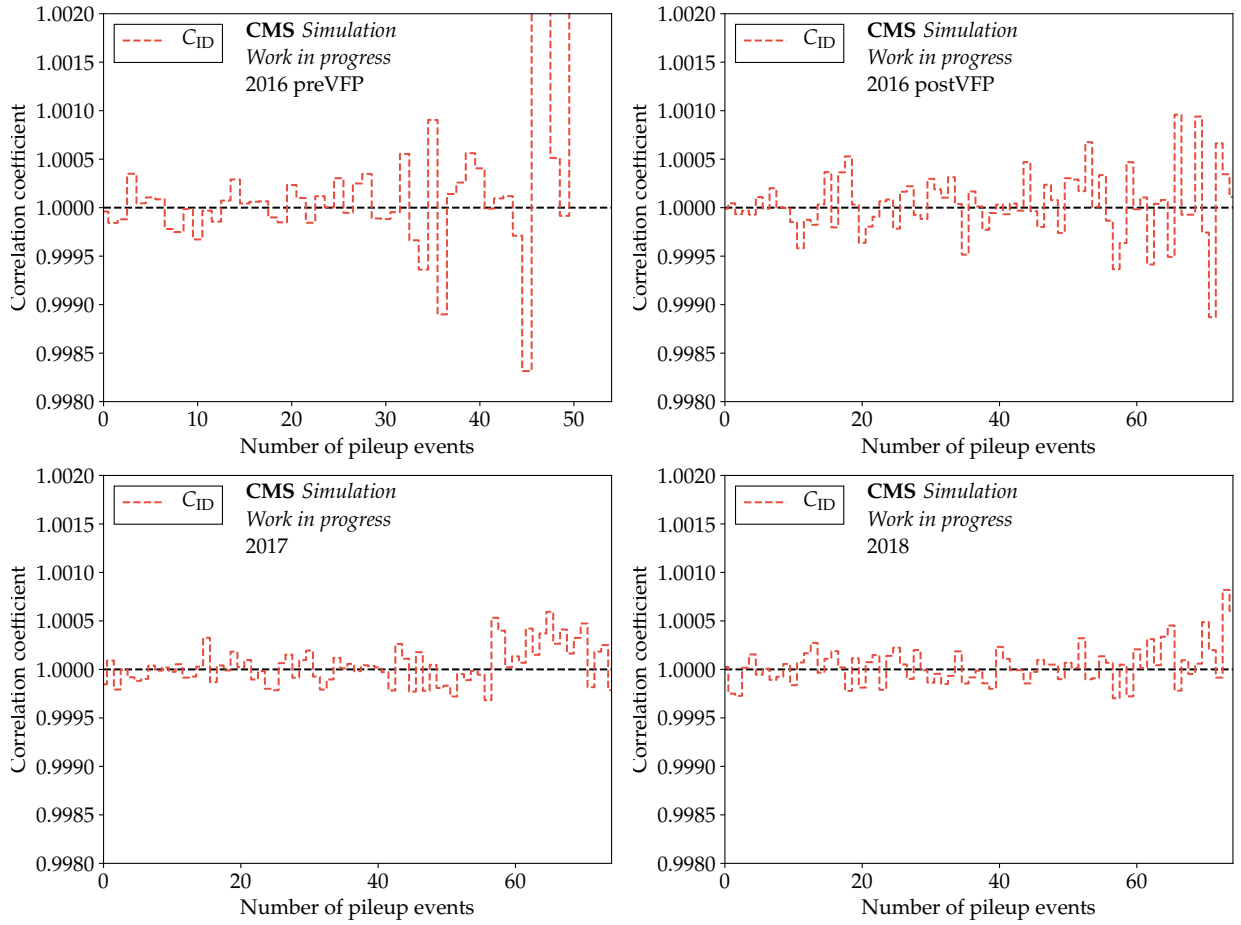 1.0020
1.0015
1.0010
1.0005
1.0000
0.9995
0.9990
0.9985
0.9980
Correlation coefficient
C_ID
CMS Simulation
Work in progress
2016 preVFP
0 10 20 30 40 50
Number of pileup events
1.0020
1.0015
1.0010
1.0005
1.0000
0.9995
0.9990
0.9985
0.9980
Correlation coefficient
C_ID
CMS Simulation
Work in progress
2016 postVFP
0 20 40 60
Number of pileup events
1.0020
1.0015
1.0010
1.0005
1.0000
0.9995
0.9990
0.9985
0.9980
Correlation coefficient
C_ID
CMS Simulation
Work in progress
2017
0 20 40 60
Number of pileup events
1.0020
1.0015
1.0010
1.0005
1.0000
0.9995
0.9990
0.9985
0.9980
Correlation coefficient
C_ID
CMS Simulation
Work in progress
2018
0 20 40 60
Number of pileup events